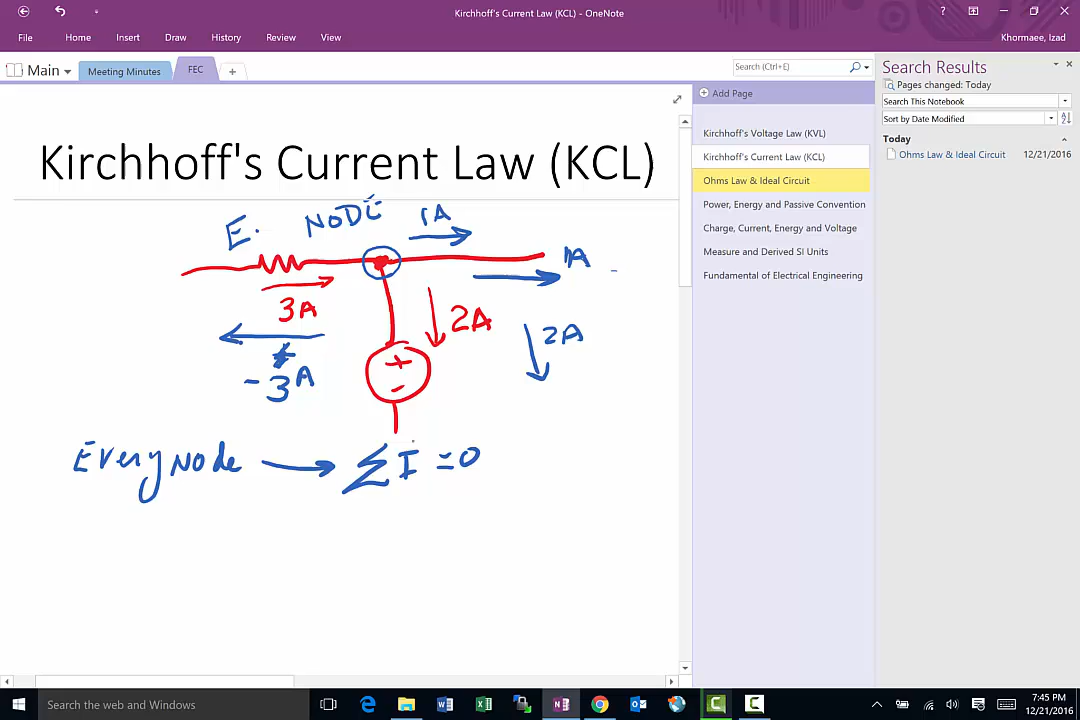 Kirchhoff's Current Law (KCL) - OneNote
? 
File Home Insert Draw History Review View
Khormaee, Izad
Main
Meeting Minutes
FEC
Search (Ctrl+E)
Search Results
Pages changed: Today
Search This Notebook
Sort by Date Modified
Today
Ohms Law & Ideal Circuit 12/21/2016
Add Page
Kirchhoff's Voltage Law (KVL)
Kirchhoff's Current Law (KCL)
Ohms Law & Ideal Circuit
Power, Energy and Passive Convention
Charge, Current, Energy and Voltage
Measure and Derived SI Units
Fundamental of Electrical Engineering
Kirchhoff's Current Law (KCL)
E. NODE 1A
1A
3A 2A 2A
-3A
+
-
Every NODE → ∑ I = 0
Search the web and Windows
7:45 PM
12/21/2016